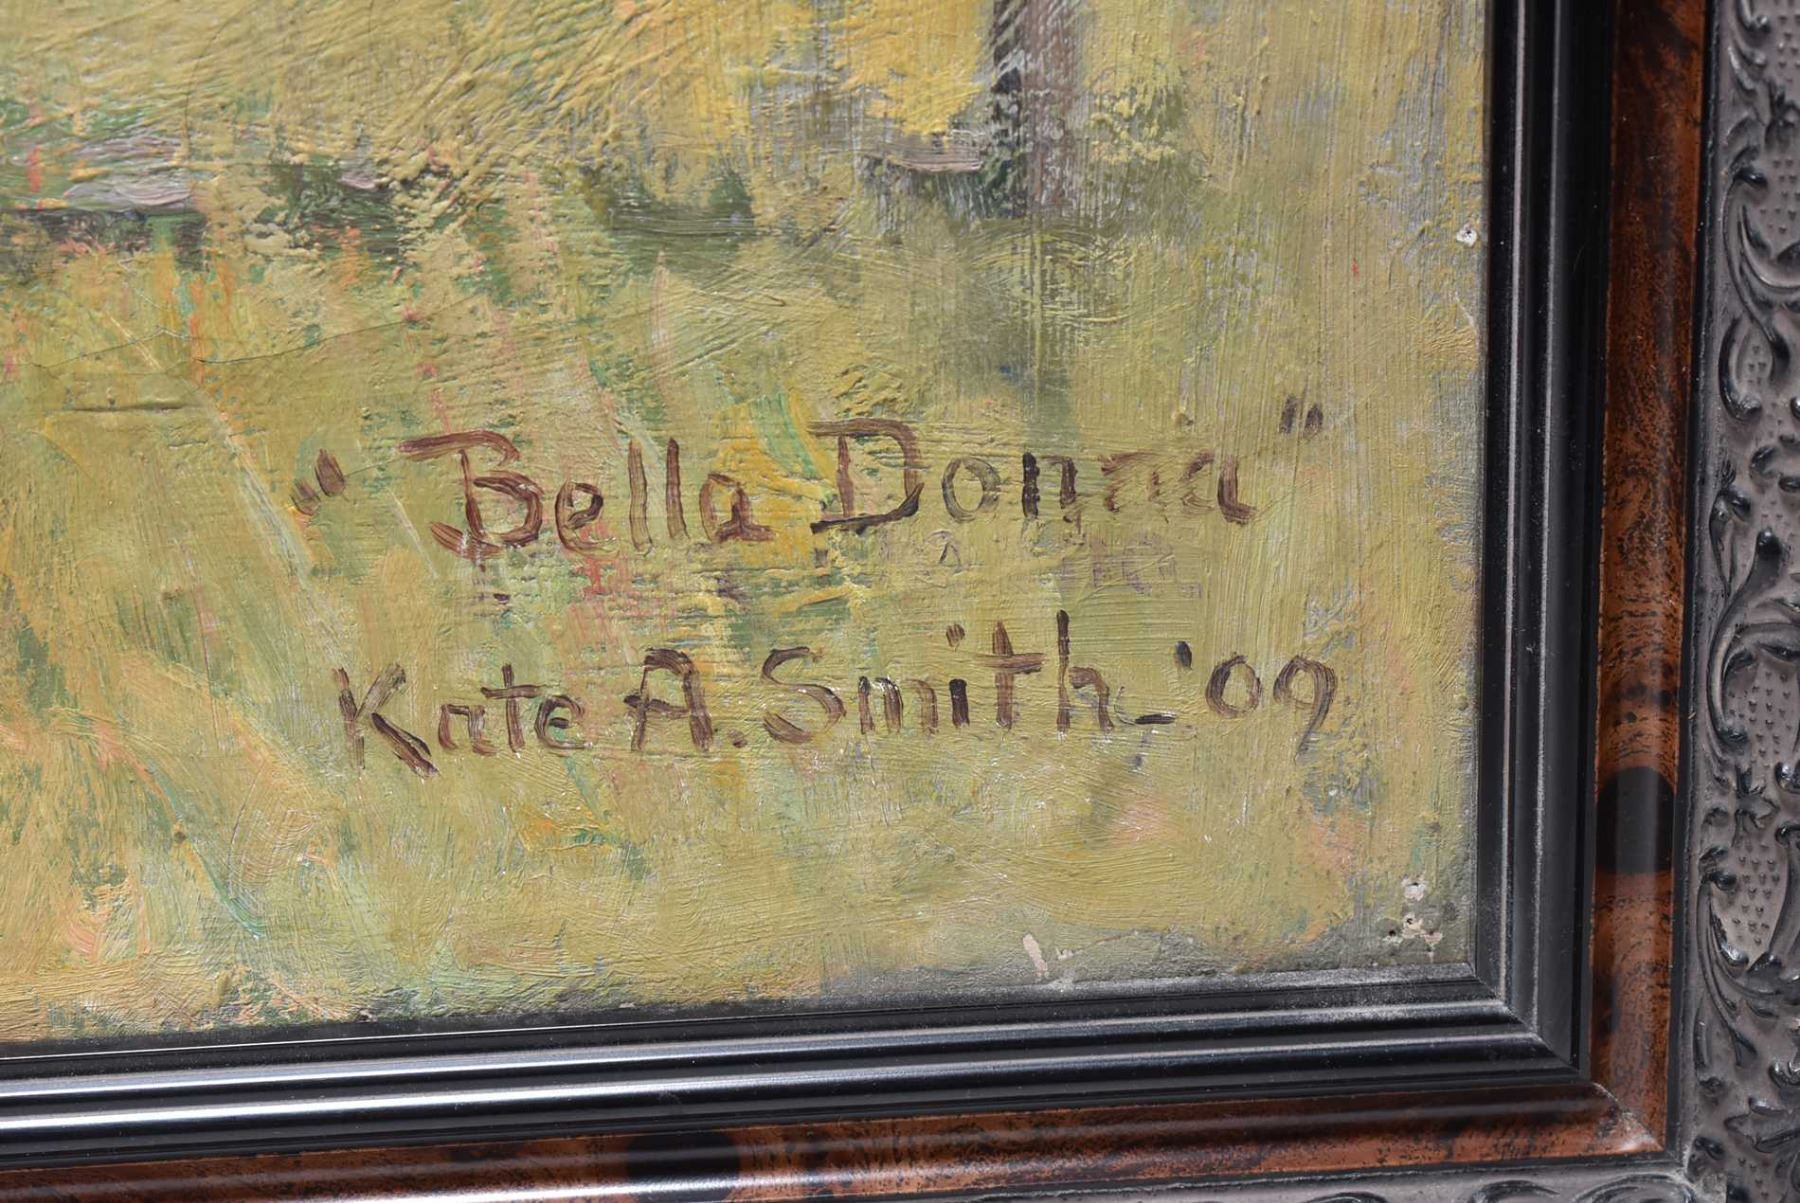 "Bella Donna"
Kate A. Smith, '09